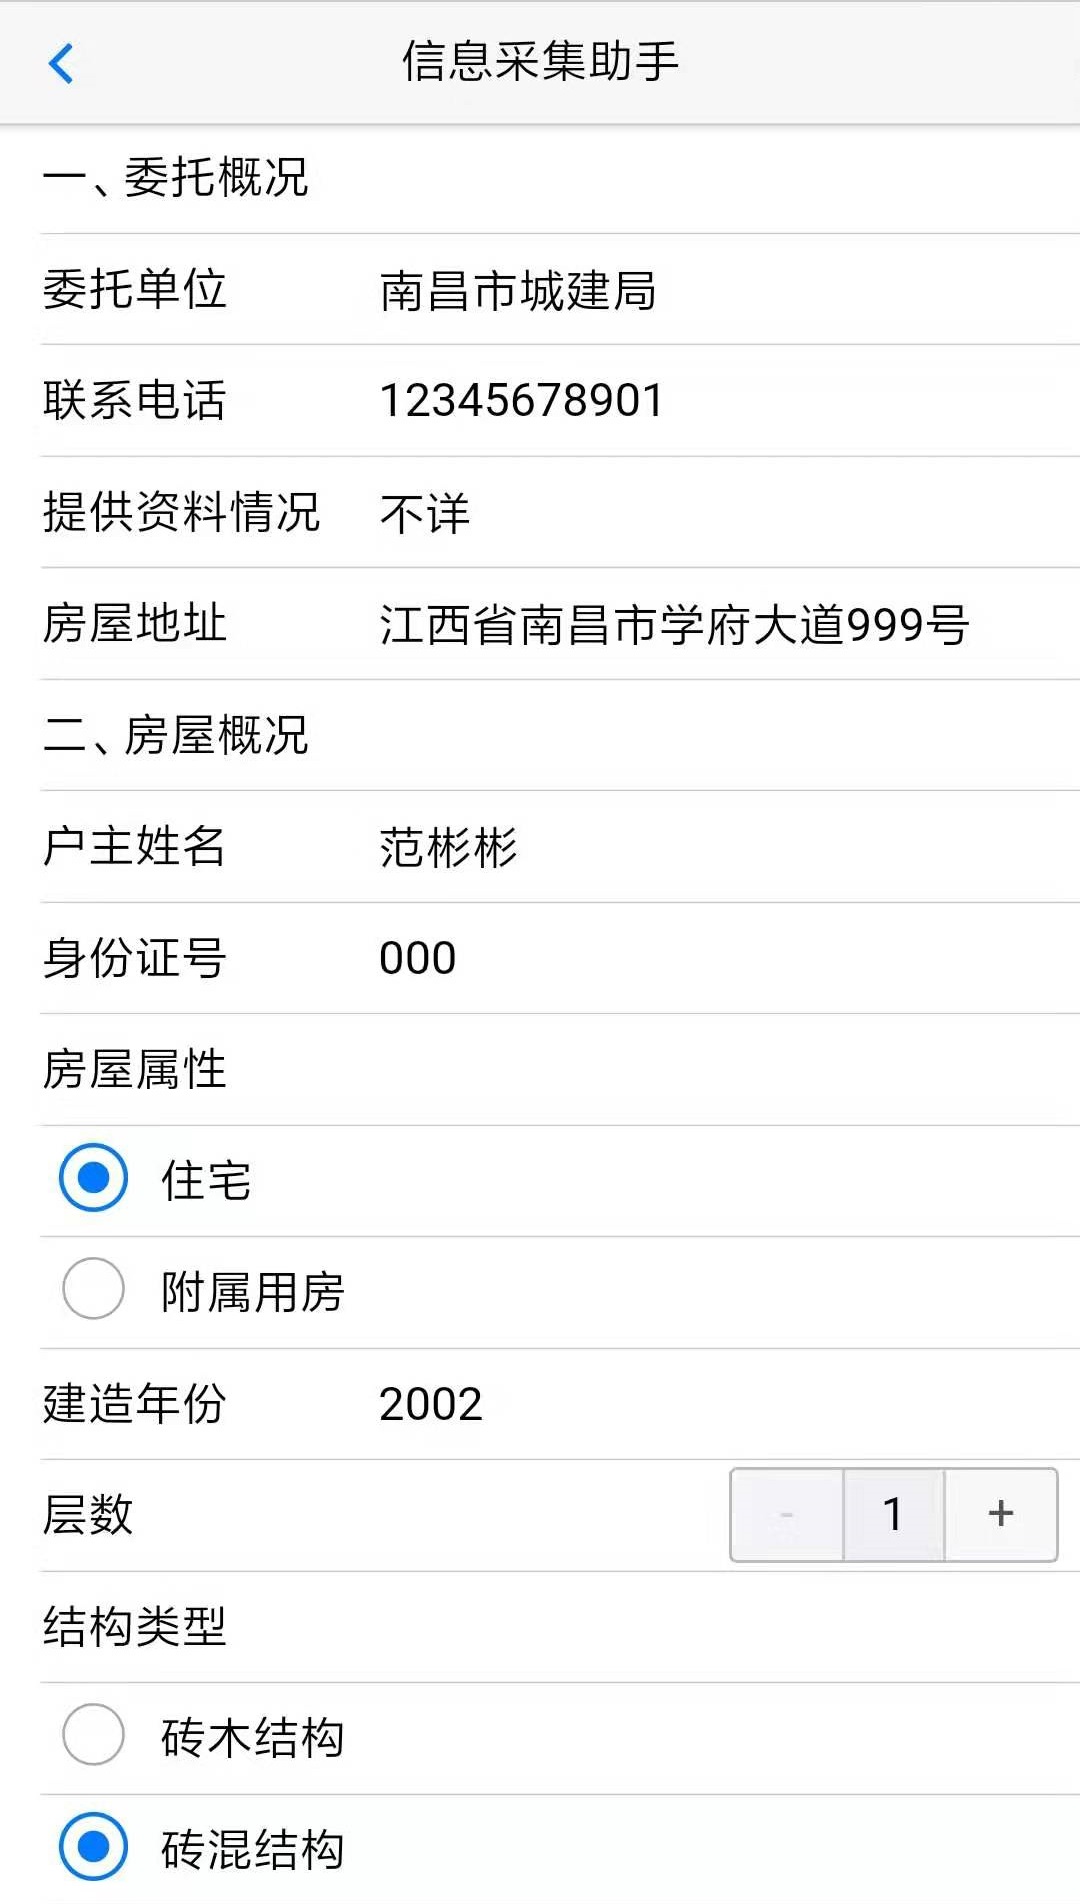 信息采集助手
一、委托概况
委托单位 南昌市城建局
联系电话 12345678901
提供资料情况 不详
房屋地址 江西省南昌市学府大道999号
二、房屋概况
户主姓名 范彬彬
身份证号 000
房屋属性
住宅
附属用房
建造年份 2002
层数 - 1 +
结构类型
砖木结构
砖混结构